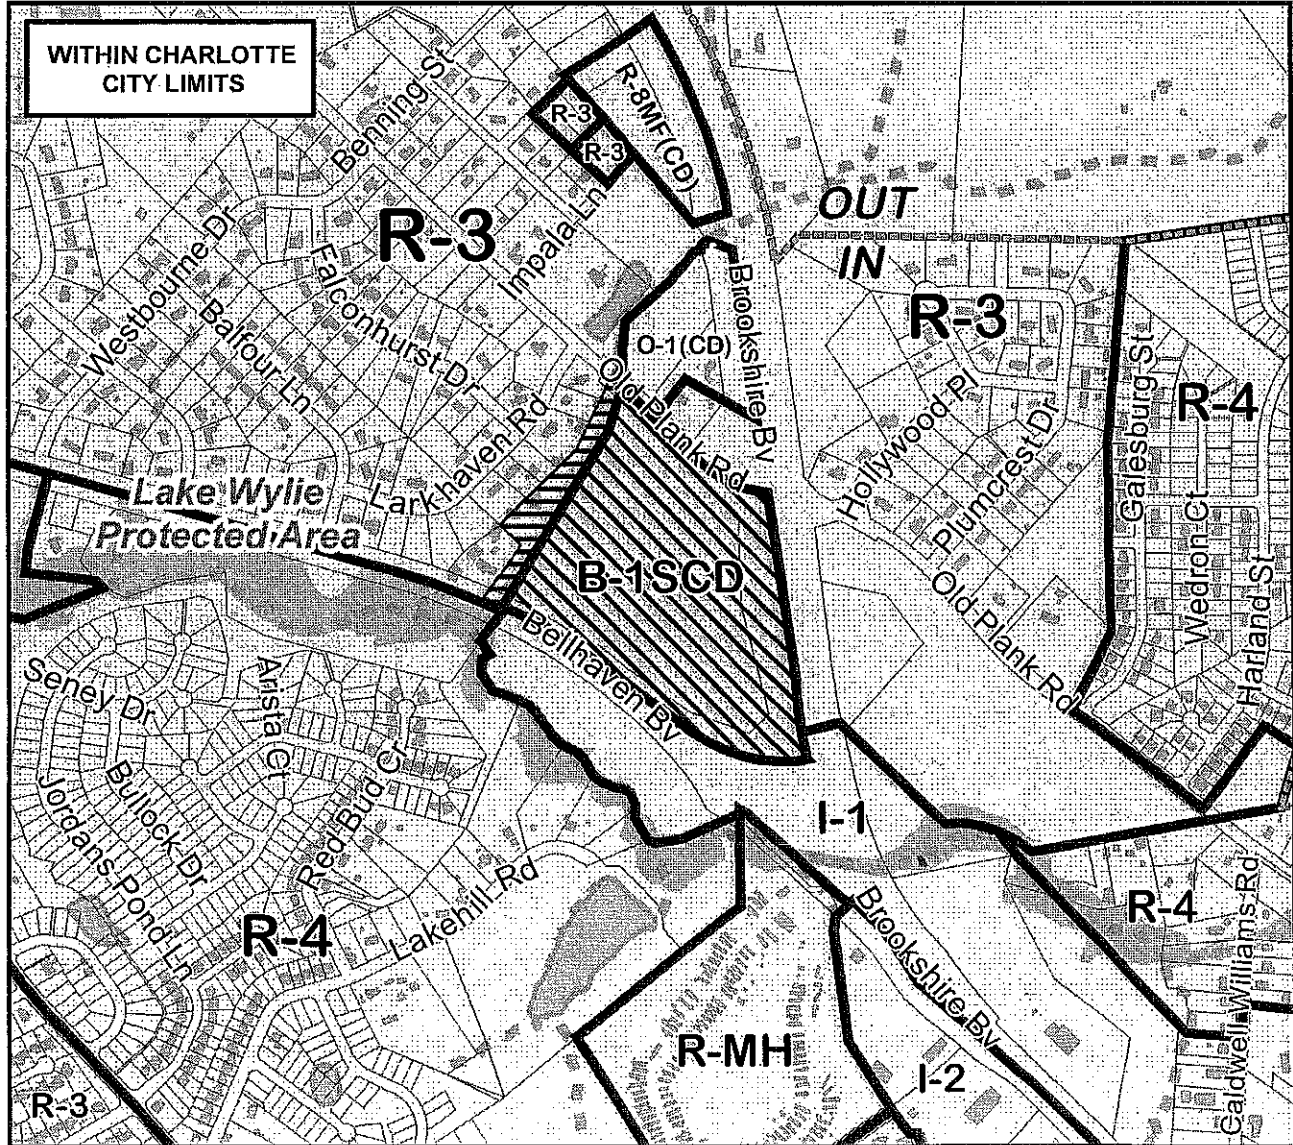 WITHIN CHARLOTTE
CITY LIMITS
Benning St
R-8MF(CD)
R-3
R-3
OUT
IN
R-3
Impala Ln
Westbourne Dr
Falconhurst Dr
Balfour Ln
Brookshire Bv
R-3
O-1(CD)
Old Plank Rd
Hollywood Pl
Plumcrest Dr
Galesburg St
R-4
Larkhaven Rd
Lake Wylie
Protected Area
Wedron Ct
Harland St
B-1SCD
Old Plank Rd
Bellhaven Bv
Seney Dr
Arista Ct
Red Bud Cr
Bullock Dr
Jordans Pond Ln
I-1
Lakehill Rd
R-4
Brookshire Bv
R-4
Caldwell Williams Rd
R-MH
I-2
R-3